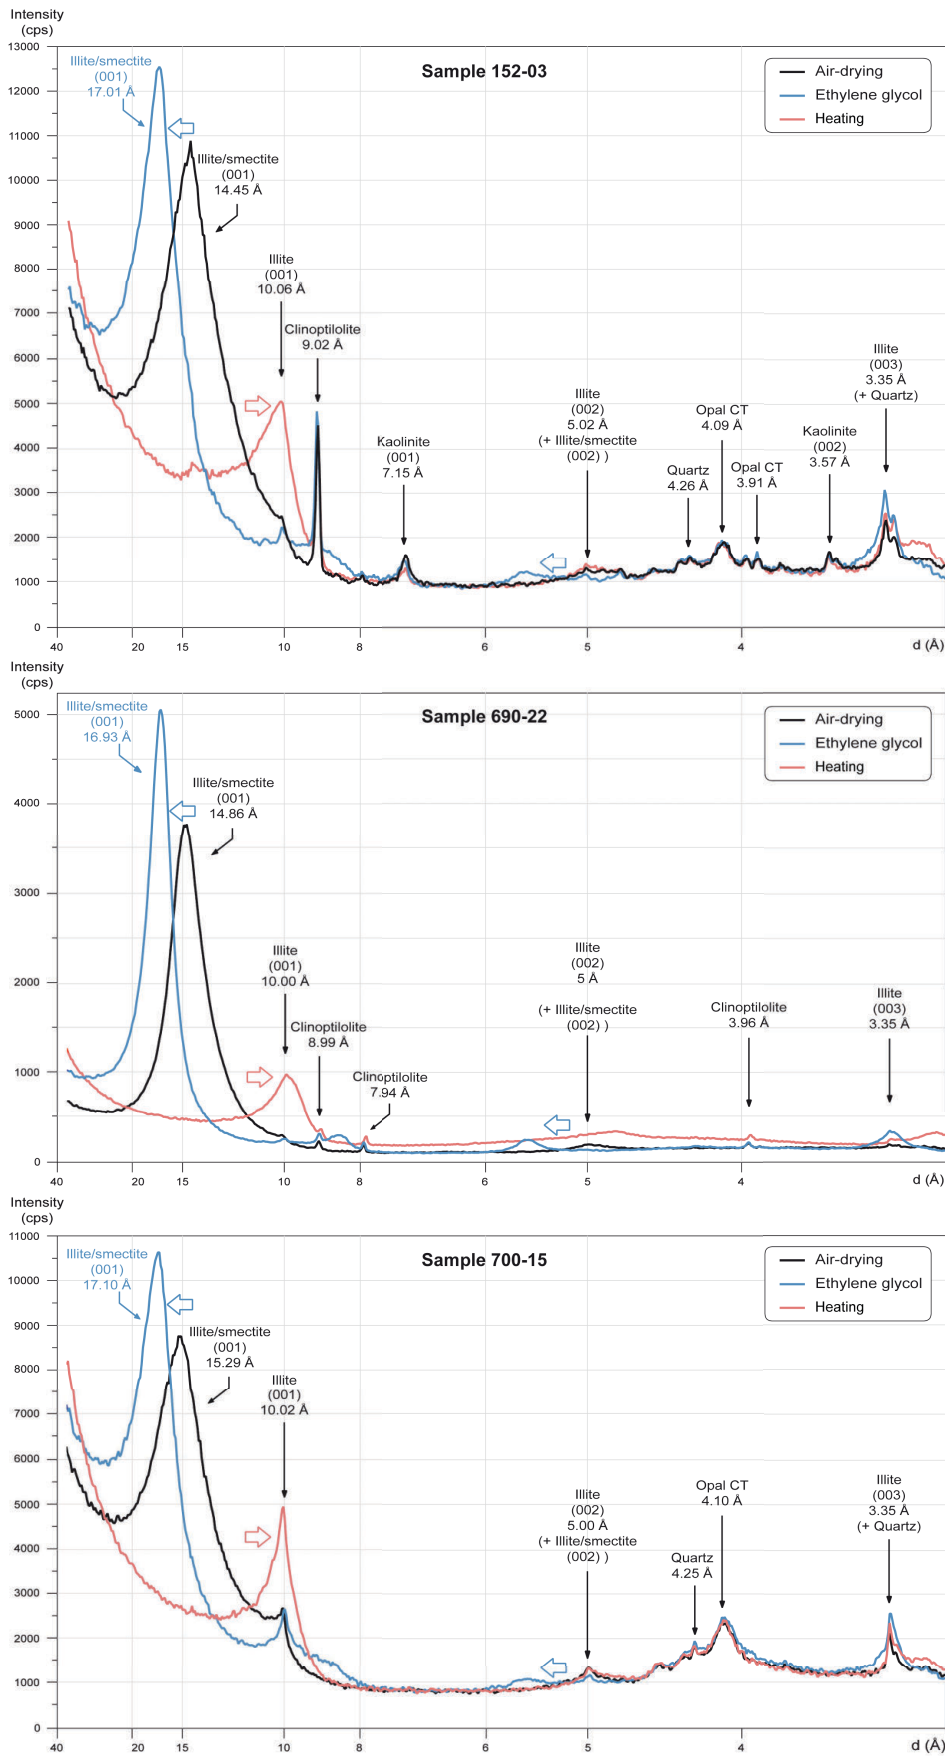 Intensity
(cps)
Sample 152-03
Air-drying
Ethylene glycol
Heating
Illite/smectite
(001)
17.01 Å
Illite/smectite
(001)
14.45 Å
Illite
(001)
10.06 Å
Clinoptilolite
9.02 Å
Kaolinite
(001)
7.15 Å
Illite
(002)
5.02 Å
(+ Illite/smectite
(002) )
Quartz
4.26 Å
Opal CT
4.09 Å
Opal CT
3.91 Å
Kaolinite
(002)
3.57 Å
Illite
(003)
3.35 Å
(+ Quartz)
13000
12000
11000
10000
9000
8000
7000
6000
5000
4000
3000
2000
1000
0
40 20 15 10 8 6 5 4 d (Å)
Intensity
(cps)
Sample 690-22
Air-drying
Ethylene glycol
Heating
Illite/smectite
(001)
16.93 Å
Illite/smectite
(001)
14.86 Å
Illite
(001)
10.00 Å
Clinoptilolite
8.99 Å
Clinoptilolite
7.94 Å
Illite
(002)
5 Å
(+ Illite/smectite
(002) )
Clinoptilolite
3.96 Å
Illite
(003)
3.35 Å
5000
4000
3000
2000
1000
0
40 20 15 10 8 6 5 4 d (Å)
Intensity
(cps)
Sample 700-15
Air-drying
Ethylene glycol
Heating
Illite/smectite
(001)
17.10 Å
Illite/smectite
(001)
15.29 Å
Illite
(001)
10.02 Å
Illite
(002)
5.00 Å
(+ Illite/smectite
(002) )
Quartz
4.25 Å
Opal CT
4.10 Å
Illite
(003)
3.35 Å
(+ Quartz)
11000
10000
9000
8000
7000
6000
5000
4000
3000
2000
1000
0
40 20 15 10 8 6 5 4 d (Å)